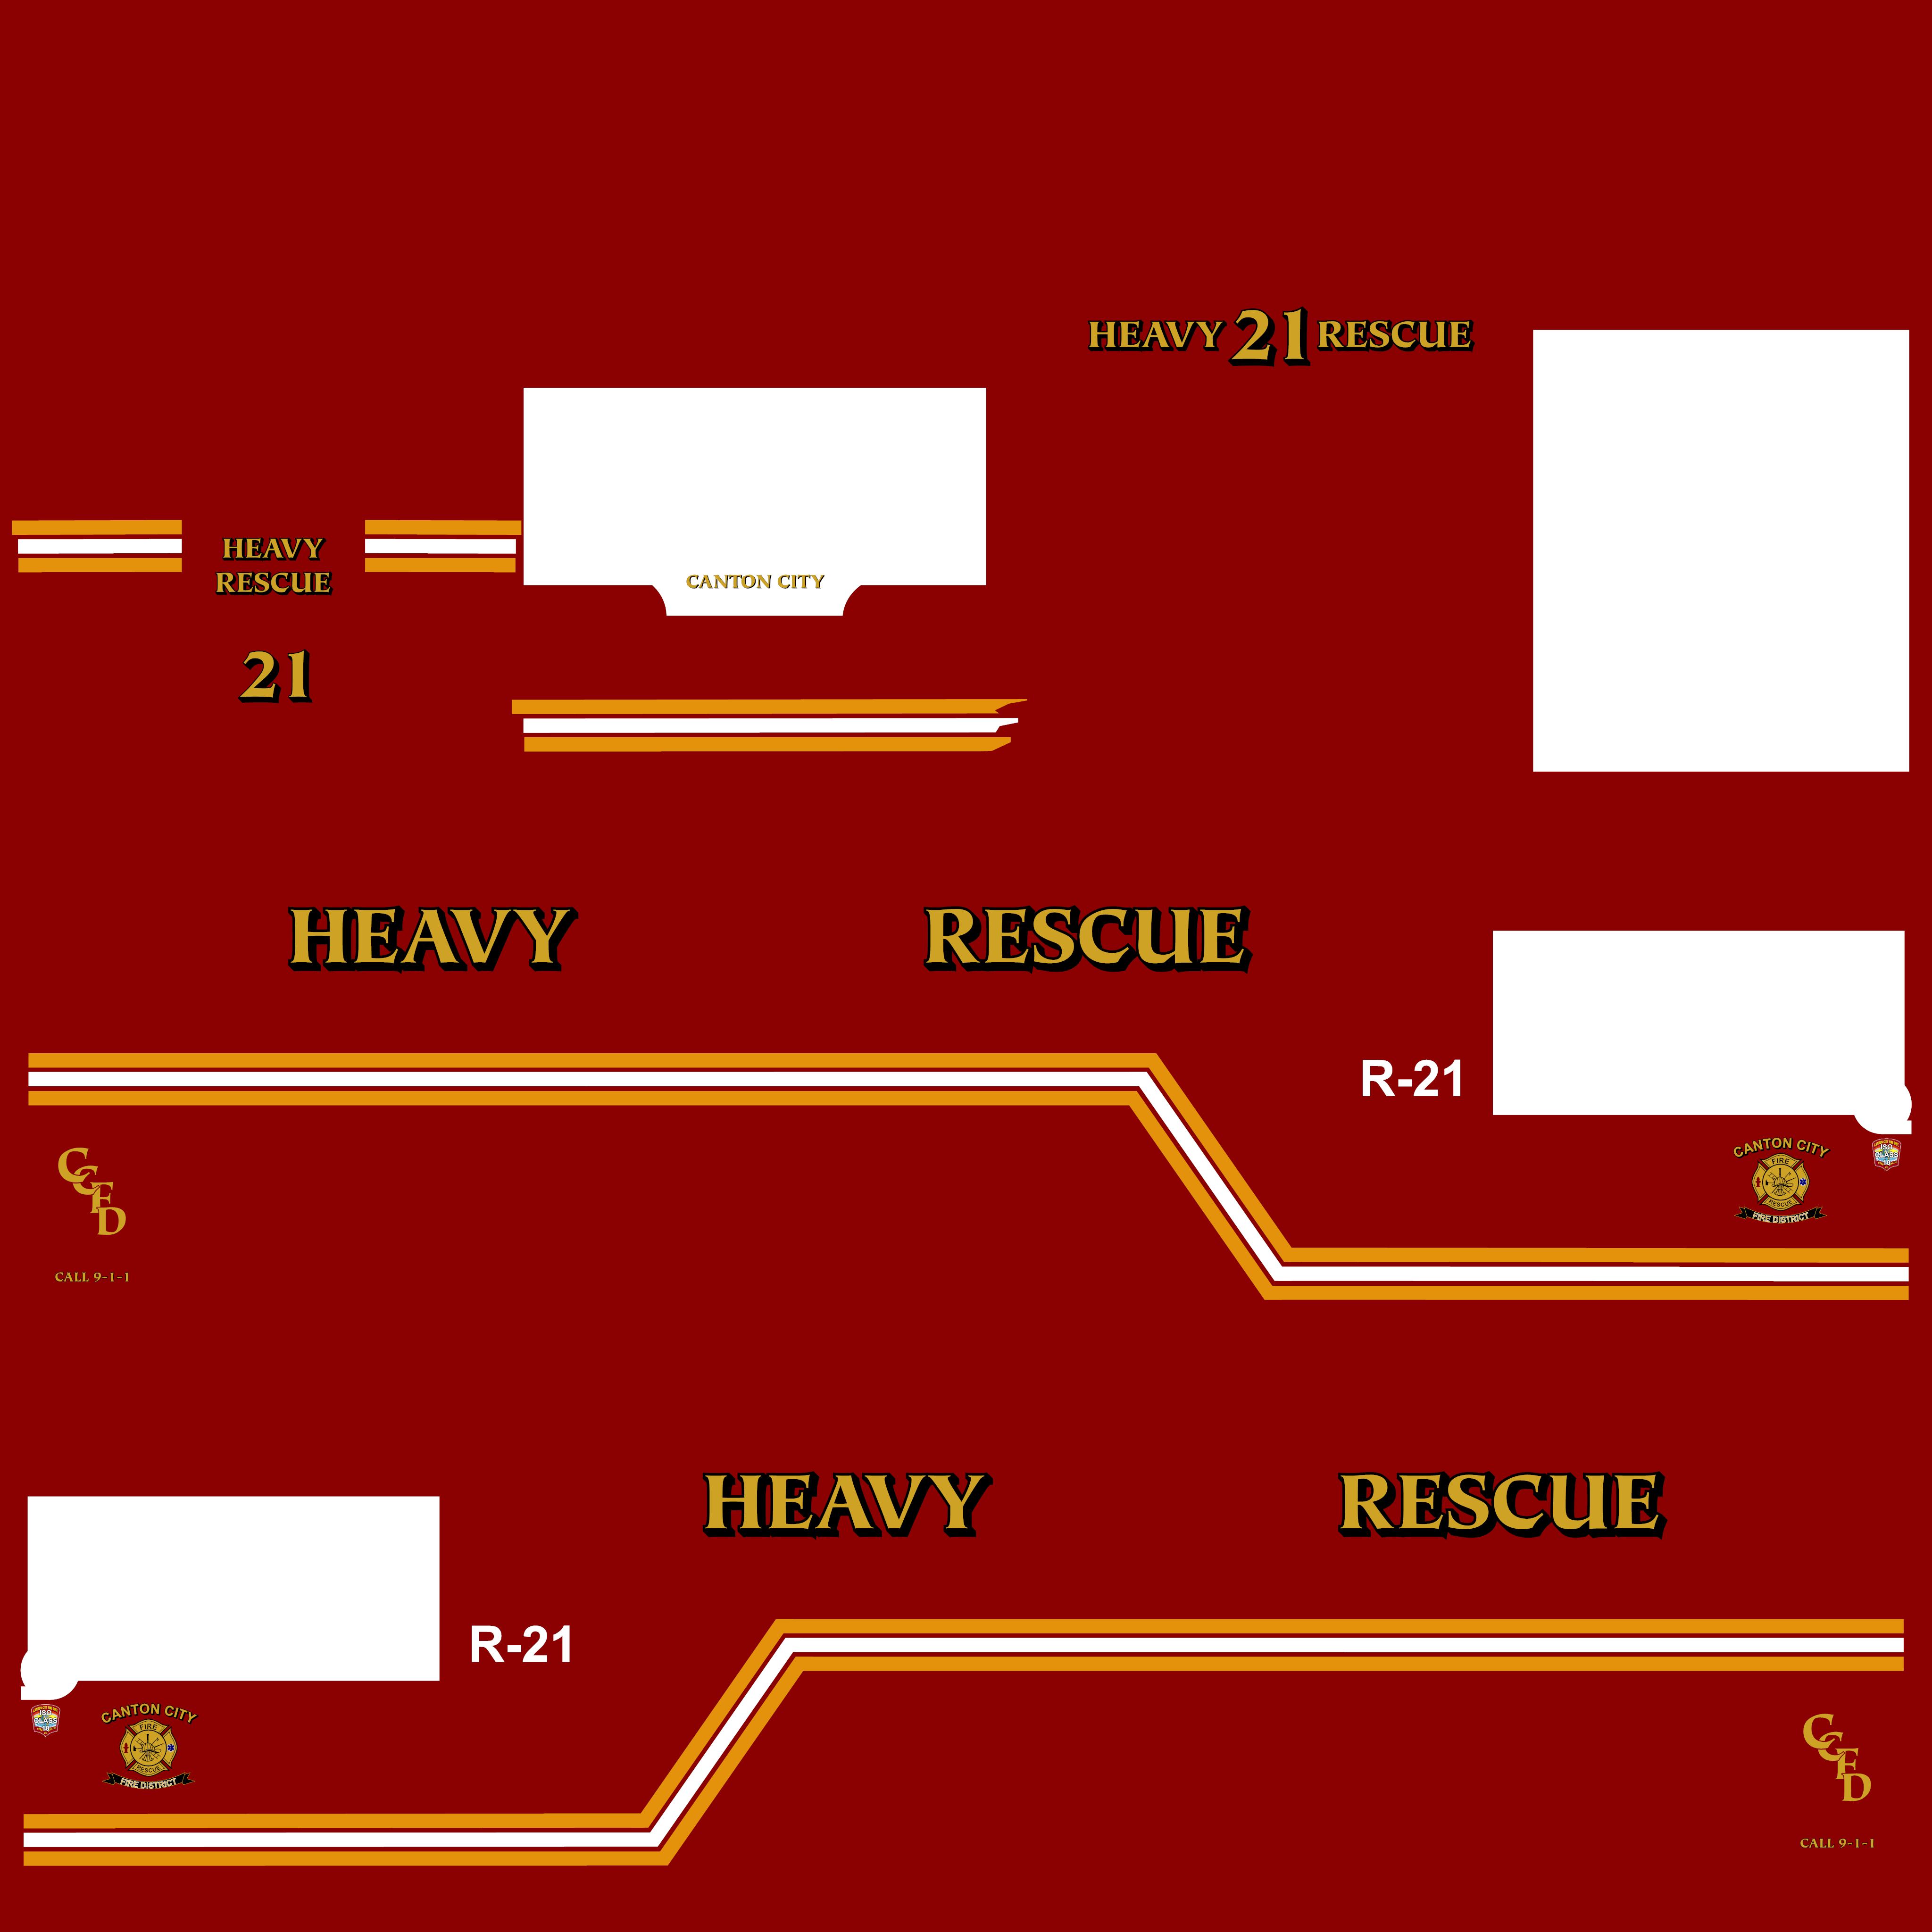 HEAVY 21 RESCUE
HEAVY
RESCUE
CANTON CITY
21
HEAVY RESCUE
R-21
CANTON CITY
FIRE
RESCUE
FIRE DISTRICT
ISO
CLASS
10
CCFD
CALL 9-1-1
HEAVY RESCUE
R-21
ISO
CLASS
10
CANTON CITY
FIRE
RESCUE
FIRE DISTRICT
CCFD
CALL 9-1-1